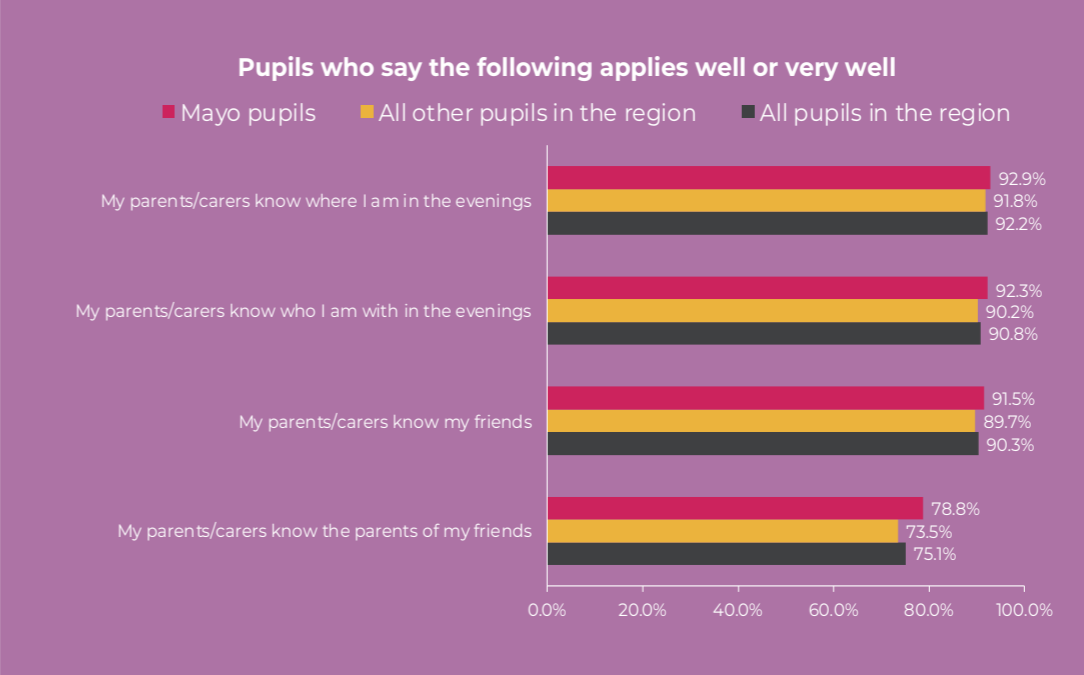 Pupils who say the following applies well or very well
Mayo pupils
All other pupils in the region
All pupils in the region
My parents/carers know where I am in the evenings
92.9%
91.8%
92.2%
My parents/carers know who I am with in the evenings
92.3%
90.2%
90.8%
My parents/carers know my friends
91.5%
89.7%
90.3%
My parents/carers know the parents of my friends
78.8%
73.5%
75.1%
0.0%
20.0%
40.0%
60.0%
80.0%
100.0%